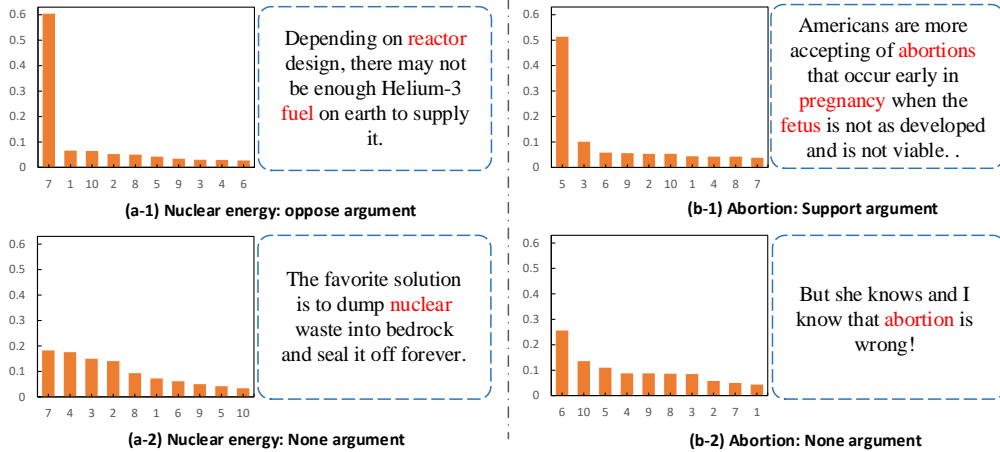 0.6
0.5
0.4
0.3
0.2
0.1
0
7 1 10 2 8 5 9 3 4 6
Depending on reactor
design, there may not
be enough Helium-3
fuel on earth to supply
it.
(a-1) Nuclear energy: oppose argument
0.6
0.5
0.4
0.3
0.2
0.1
0
5 3 6 9 2 10 1 4 8 7
Americans are more
accepting of abortions
that occur early in
pregnancy when the
fetus is not as developed
and is not viable. .
(b-1) Abortion: Support argument
0.6
0.5
0.4
0.3
0.2
0.1
0
7 4 3 2 8 1 6 9 5 10
The favorite solution
is to dump nuclear
waste into bedrock
and seal it off forever.
(a-2) Nuclear energy: None argument
0.6
0.5
0.4
0.3
0.2
0.1
0
6 10 5 4 9 8 3 2 7 1
But she knows and I
know that abortion is
wrong!
(b-2) Abortion: None argument